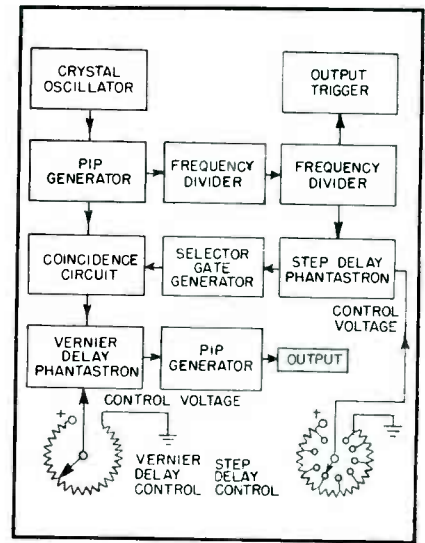 CRYSTAL
OSCILLATOR
OUTPUT
TRIGGER
PIP
GENERATOR
FREQUENCY
DIVIDER
FREQUENCY
DIVIDER
COINCIDENCE
CIRCUIT
SELECTOR
GATE
GENERATOR
STEP DELAY
PHANTASTRON
CONTROL
VOLTAGE
VERNIER
DELAY
PHANTASTRON
PIP
GENERATOR
OUTPUT
CONTROL VOLTAGE
+
+
VERNIER
DELAY
CONTROL
STEP
DELAY
CONTROL